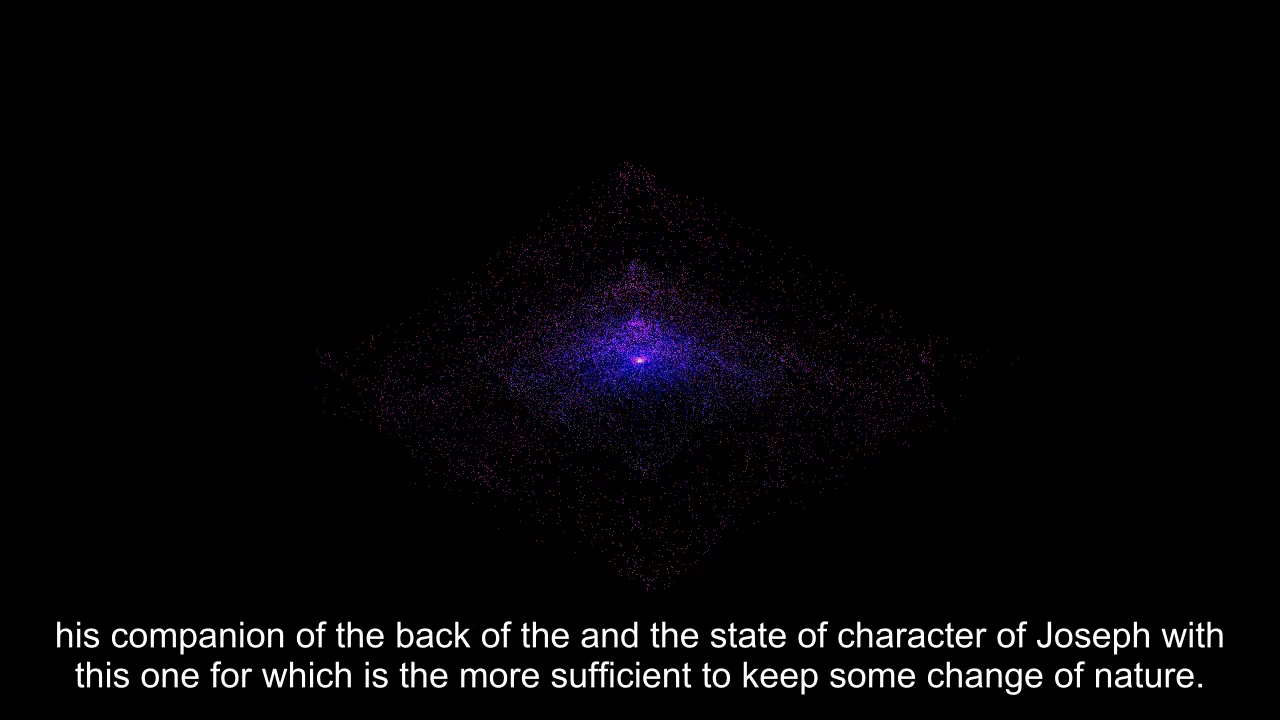 his companion of the back of the and the state of character of Joseph with
this one for which is the more sufficient to keep some change of nature.